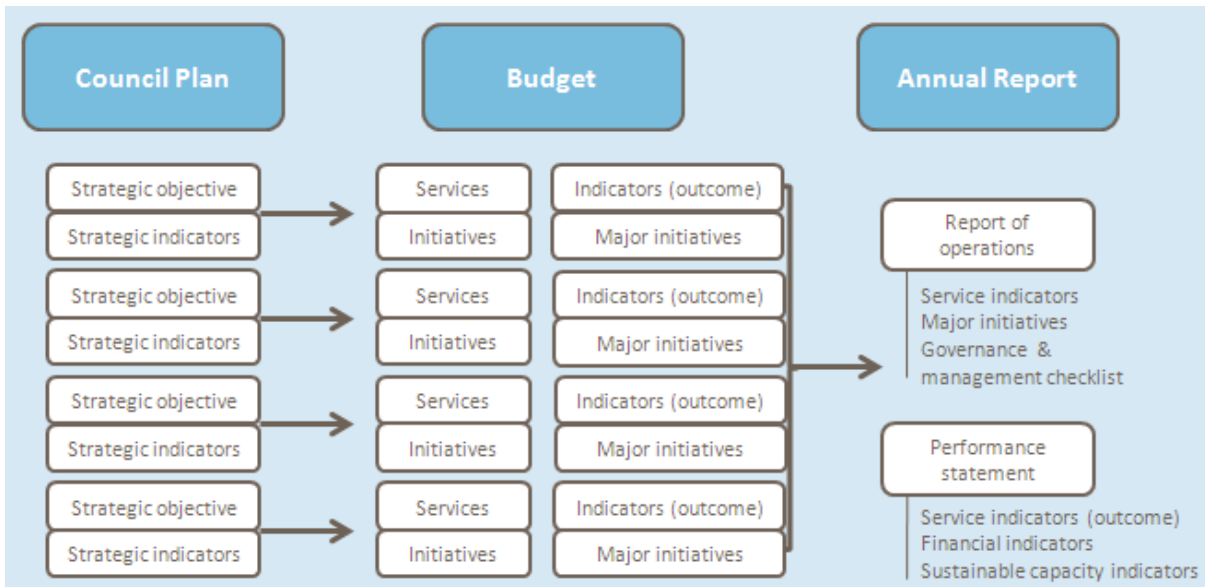 Council Plan
Budget
Annual Report
Strategic objective
Strategic indicators
Services
Initiatives
Indicators (outcome)
Major initiatives
Strategic objective
Strategic indicators
Services
Initiatives
Indicators (outcome)
Major initiatives
Strategic objective
Strategic indicators
Services
Initiatives
Indicators (outcome)
Major initiatives
Strategic objective
Strategic indicators
Services
Initiatives
Indicators (outcome)
Major initiatives
Report of
operations
Service indicators
Major initiatives
Governance &
management checklist
Performance
statement
Service indicators (outcome)
Financial indicators
Sustainable capacity indicators